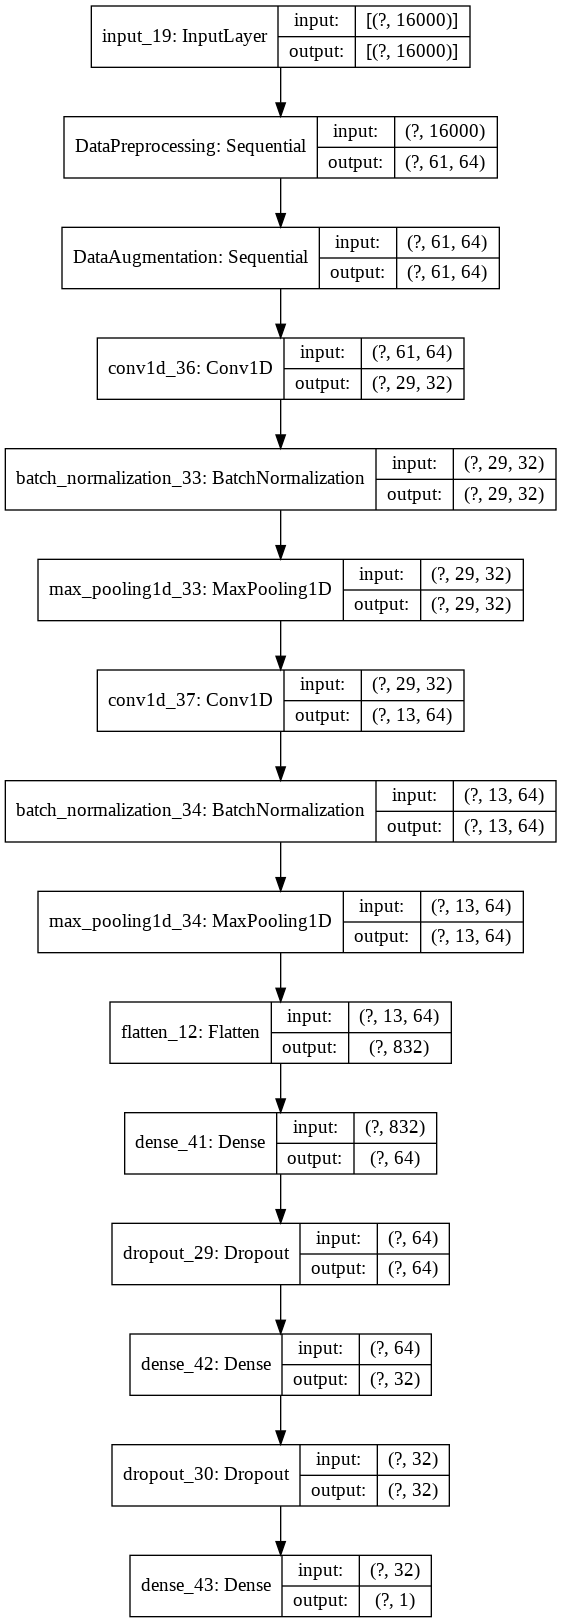 input_19: InputLayer
input: [(?, 16000)]
output: [(?, 16000)]
DataPreprocessing: Sequential
input: (?, 16000)
output: (?, 61, 64)
DataAugmentation: Sequential
input: (?, 61, 64)
output: (?, 61, 64)
conv1d_36: Conv1D
input: (?, 61, 64)
output: (?, 29, 32)
batch_normalization_33: BatchNormalization
input: (?, 29, 32)
output: (?, 29, 32)
max_pooling1d_33: MaxPooling1D
input: (?, 29, 32)
output: (?, 29, 32)
conv1d_37: Conv1D
input: (?, 29, 32)
output: (?, 13, 64)
batch_normalization_34: BatchNormalization
input: (?, 13, 64)
output: (?, 13, 64)
max_pooling1d_34: MaxPooling1D
input: (?, 13, 64)
output: (?, 13, 64)
flatten_12: Flatten
input: (?, 13, 64)
output: (?, 832)
dense_41: Dense
input: (?, 832)
output: (?, 64)
dropout_29: Dropout
input: (?, 64)
output: (?, 64)
dense_42: Dense
input: (?, 64)
output: (?, 32)
dropout_30: Dropout
input: (?, 32)
output: (?, 32)
dense_43: Dense
input: (?, 32)
output: (?, 1)